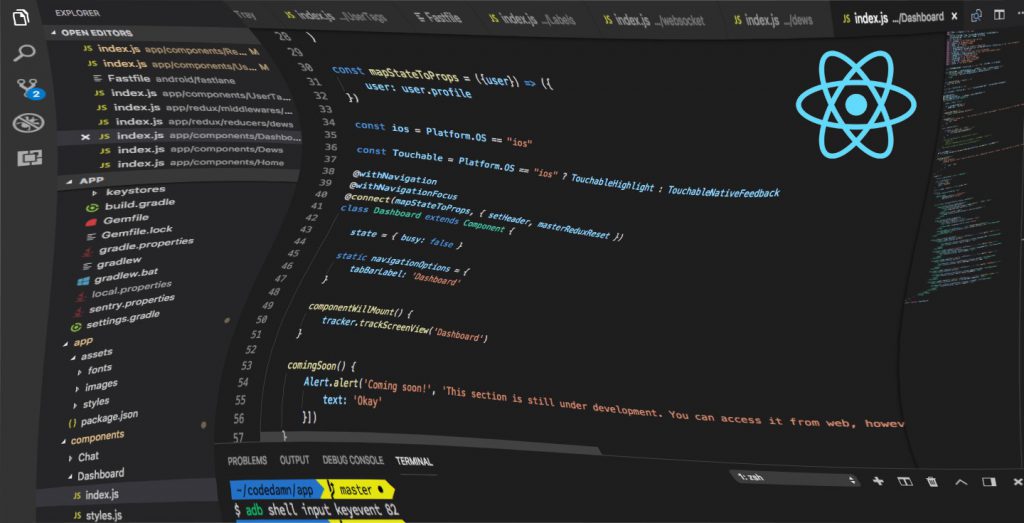 EXPLORER
OPEN EDITORS
JS index.js app/components/Re... M
JS index.js app/components/Us... M
Fastfile android/fastlane
JS index.js app/components/UserTa...
JS index.js app/redux/middlewares/...
JS index.js app/redux/reducers/dews
JS index.js app/components/Dashbo...
JS index.js app/components/Dews
JS index.js app/components/Home
2
APP
keystores
build.gradle
Gemfile
Gemfile.lock
gradle.properties
gradlew
gradlew.bat
local.properties
sentry.properties
settings.gradle
app
assets
fonts
images
styles
package.json
components
Chat
Dashboard
JS index.js
JS styles.js
Tray
JS index.js .../UserTags
Fastfile
JS index.js .../Labels
JS index.js .../websocket
JS index.js .../dews
JS index.js .../Dashboard
28 )
29
30 const mapStateToProps = ({user}) => ({
31 user: user.profile
32 })
33
34 const ios = Platform.OS == "ios"
35
36 const Touchable = Platform.OS == "ios" ? TouchableHighlight : TouchableNativeFeedback
37
38 @withNavigation
39 @withNavigationFocus
40 @connect(mapStateToProps, { setHeader, masterReduxReset })
41 class Dashboard extends Component {
42
43 state = { busy: false }
44
45 static navigationOptions = {
46 tabBarLabel: 'Dashboard'
47 }
48
49 componentWillMount() {
50 tracker.trackScreenView('Dashboard')
51 }
52
53 comingSoon() {
54 Alert.alert('Coming soon!', 'This section is still under development. You can access it from web, howev
55 text: 'Okay'
56 }])
57 }
PROBLEMS OUTPUT DEBUG CONSOLE TERMINAL
1: zsh
~/codedamn/app master
$ adb shell input keyevent 82